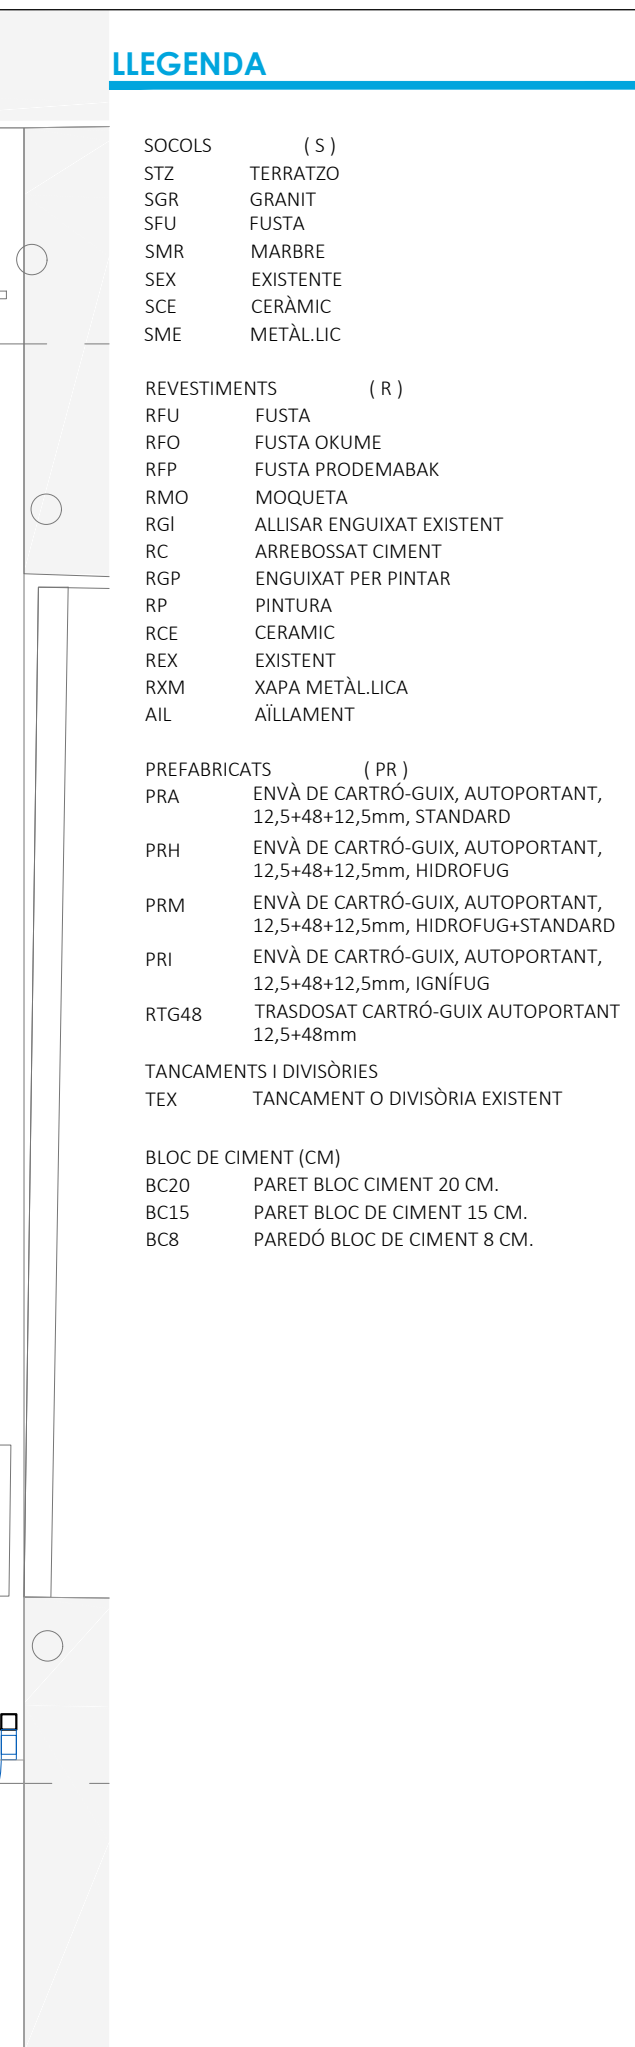 LLEGENDA
SOCOLS ( S )
STZ TERRATZO
SGR GRANIT
SFU FUSTA
SMR MARBRE
SEX EXISTENTE
SCE CERÀMIC
SME METÀL.LIC
REVESTIMENTS ( R )
RFU FUSTA
RFO FUSTA OKUME
RFP FUSTA PRODEMABAK
RMO MOQUETA
RGl ALLISAR ENGUIXAT EXISTENT
RC ARREBOSSAT CIMENT
RGP ENGUIXAT PER PINTAR
RP PINTURA
RCE CERAMIC
REX EXISTENT
RXM XAPA METÀL.LICA
AIL AÏLLAMENT
PREFABRICATS ( PR )
PRA ENVÀ DE CARTRÓ-GUIX, AUTOPORTANT,
12,5+48+12,5mm, STANDARD
PRH ENVÀ DE CARTRÓ-GUIX, AUTOPORTANT,
12,5+48+12,5mm, HIDROFUG
PRM ENVÀ DE CARTRÓ-GUIX, AUTOPORTANT,
12,5+48+12,5mm, HIDROFUG+STANDARD
PRI ENVÀ DE CARTRÓ-GUIX, AUTOPORTANT,
12,5+48+12,5mm, IGNÍFUG
RTG48 TRASDOSAT CARTRÓ-GUIX AUTOPORTANT
12,5+48mm
TANCAMENTS I DIVISÒRIES
TEX TANCAMENT O DIVISÒRIA EXISTENT
BLOC DE CIMENT (CM)
BC20 PARET BLOC CIMENT 20 CM.
BC15 PARET BLOC DE CIMENT 15 CM.
BC8 PAREDÓ BLOC DE CIMENT 8 CM.